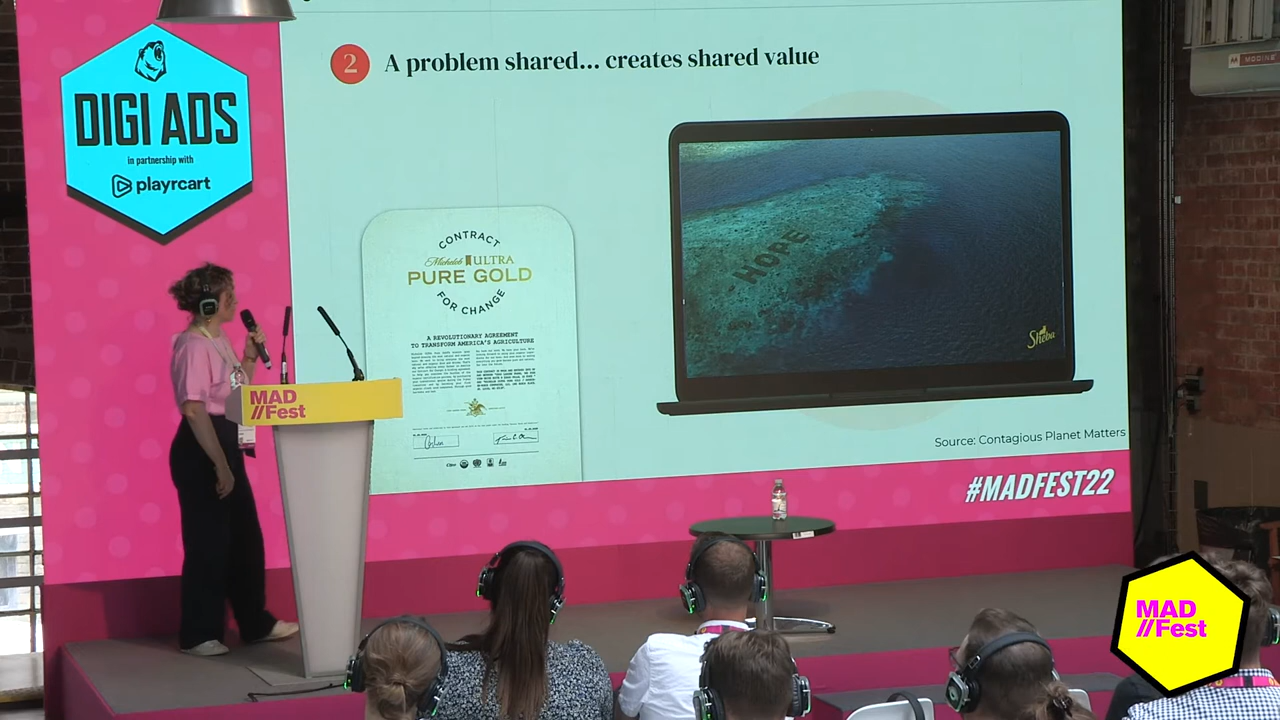 DIGI ADS
in partnership with
playrcart
2 A problem shared... creates shared value
CONTRACT
Michelob ULTRA
PURE GOLD
FOR CHANGE
A REVOLUTIONARY AGREEMENT
TO TRANSFORM AMERICA'S AGRICULTURE
HOPE
Sheba
Source: Contagious Planet Matters
#MADFEST22
MAD
//Fest
MAD
//Fest
MODINE